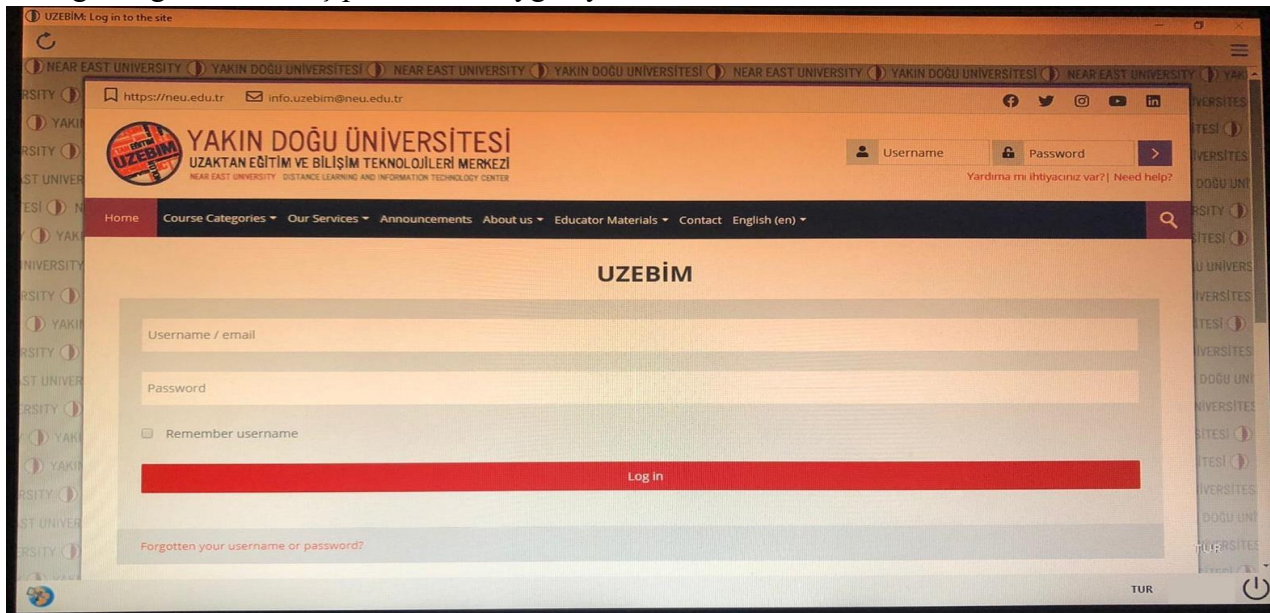 UZEBİM: Log in to the site
NEAR EAST UNIVERSITY YAKIN DOĞU ÜNİVERSİTESİ NEAR EAST UNIVERSITY YAKIN DOĞU ÜNİVERSİTESİ NEAR EAST UNIVERSITY YAKIN DOĞU ÜNİVERSİTESİ NEAR EAST UNIVERSITY
https://neu.edu.tr info.uzebim@neu.edu.tr
UZEBİM
YAKIN DOĞU ÜNİVERSİTESİ
UZAKTAN EĞİTİM VE BİLİŞİM TEKNOLOJİLERİ MERKEZİ
NEAR EAST UNIVERSITY DISTANCE LEARNING AND INFORMATION TECHNOLOGY CENTER
Username Password
Yardıma mı ihtiyacınız var?| Need help?
Home Course Categories Our Services Announcements About us Educator Materials Contact English (en)
UZEBİM
Username / email
Password
Remember username
Log in
Forgotten your username or password?
TUR
TUR